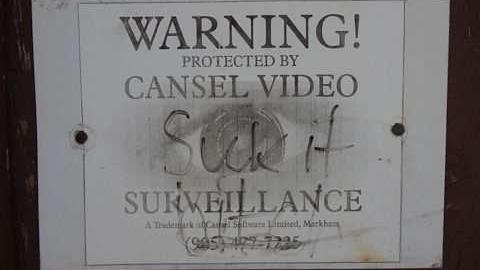 WARNING!
PROTECTED BY
CANSEL VIDEO
Suck it
SURVEILLANCE
A Trademark of Cansel Software Limited, Markham